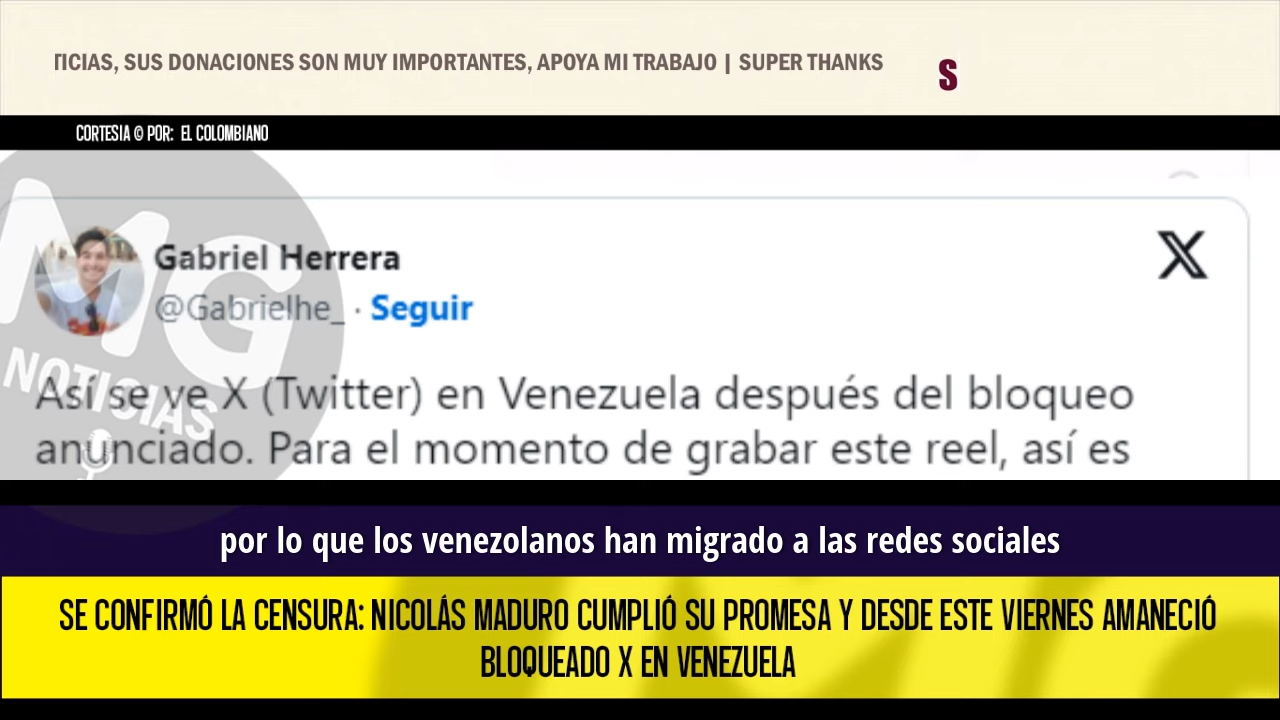 TICIAS, SUS DONACIONES SON MUY IMPORTANTES, APOYA MI TRABAJO | SUPER THANKS
S
CORTESIA © POR: EL COLOMBIANO
MG
NOTICIAS
Gabriel Herrera
X
@Gabrielhe_ · Seguir
Así se ve X (Twitter) en Venezuela después del bloqueo
anunciado. Para el momento de grabar este reel, así es
por lo que los venezolanos han migrado a las redes sociales
SE CONFIRMÓ LA CENSURA: NICOLÁS MADURO CUMPLIÓ SU PROMESA Y DESDE ESTE VIERNES AMANECIÓ
BLOQUEADO X EN VENEZUELA